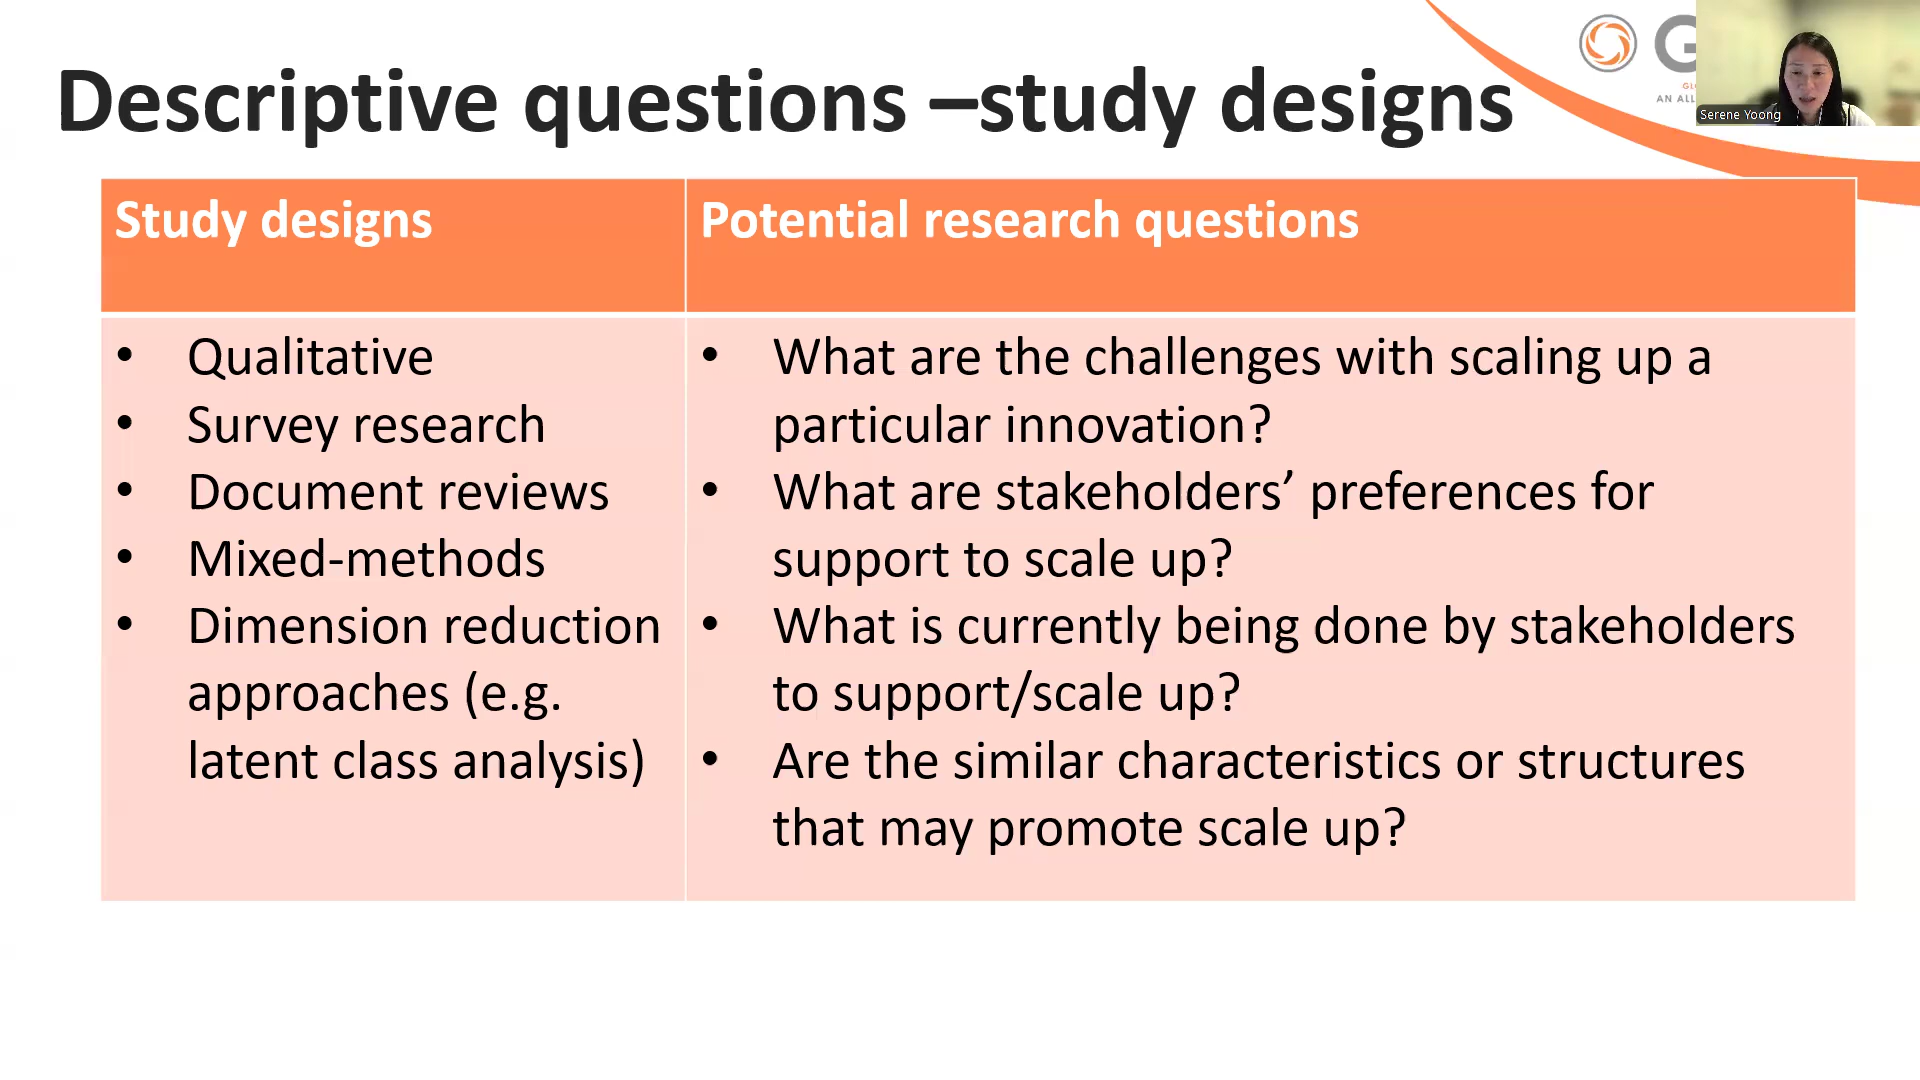 Descriptive questions –study designs
G
AN ALL
Serene Yoong
Study designs
Potential research questions
• Qualitative
• Survey research
• Document reviews
• Mixed-methods
• Dimension reduction
approaches (e.g.
latent class analysis)
• What are the challenges with scaling up a
particular innovation?
• What are stakeholders’ preferences for
support to scale up?
• What is currently being done by stakeholders
to support/scale up?
• Are the similar characteristics or structures
that may promote scale up?